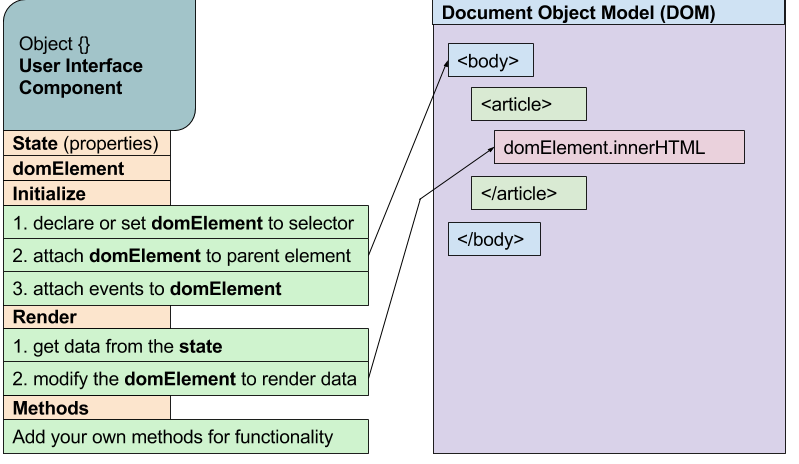 Object {}
User Interface
Component
State (properties)
domElement
Initialize
1. declare or set domElement to selector
2. attach domElement to parent element
3. attach events to domElement
Render
1. get data from the state
2. modify the domElement to render data
Methods
Add your own methods for functionality
Document Object Model (DOM)
<body>
<article>
domElement.innerHTML
</article>
</body>